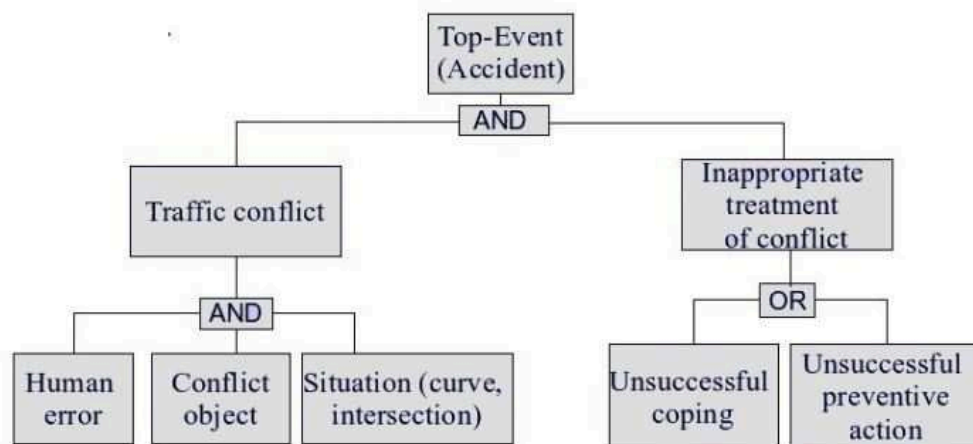 Top-Event
(Accident)
AND
Traffic conflict
Inappropriate
treatment
of conflict
AND
OR
Human
error
Conflict
object
Situation (curve,
intersection)
Unsuccessful
coping
Unsuccessful
preventive
action